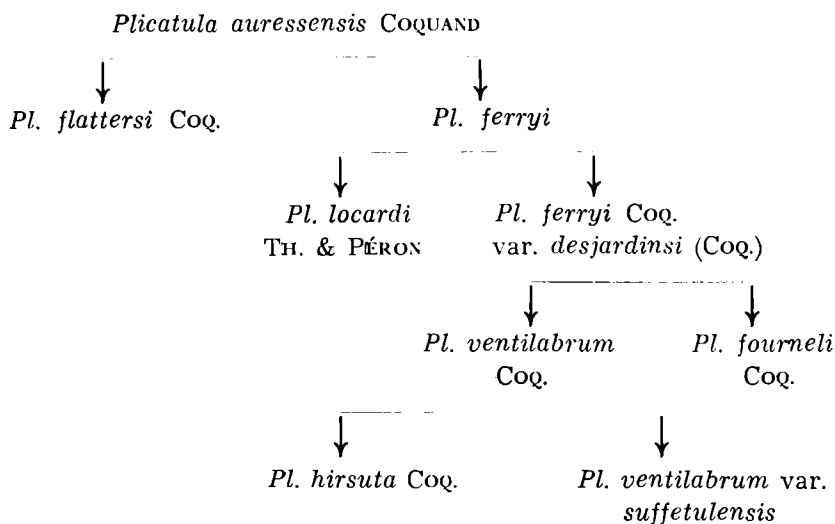 Plicatula auressensis COQUAND
Pl. flattersi COQ.
Pl. ferryi
Pl. locardi
TH. & PÉRON
Pl. ferryi COQ.
var. desjardinsi (COQ.)
Pl. ventilabrum
COQ.
Pl. fourneli
COQ.
Pl. hirsuta COQ.
Pl. ventilabrum var.
suffetulensis